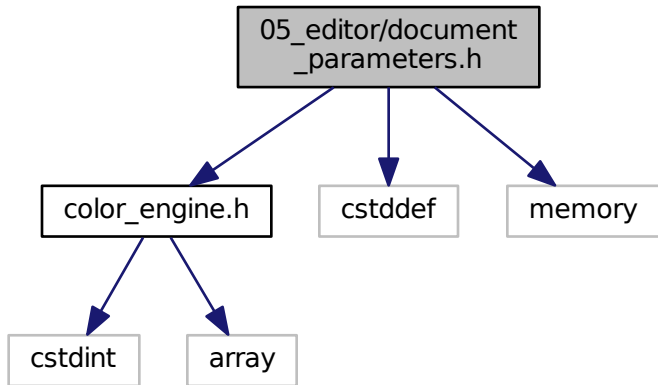 05_editor/document
_parameters.h
color_engine.h
cstddef
memory
cstdint
array